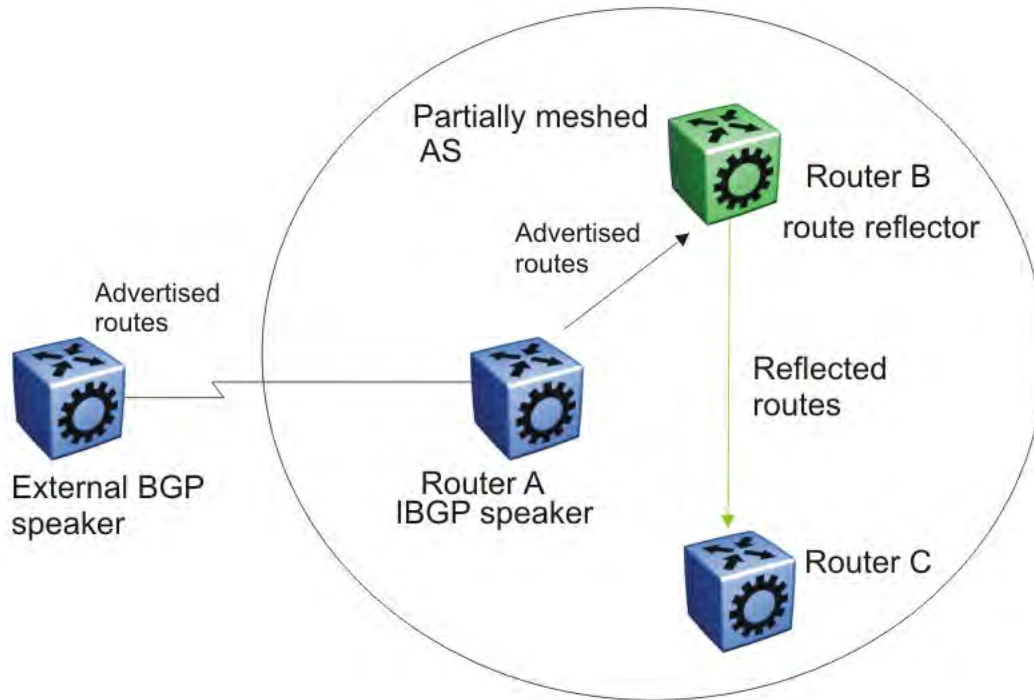 Partially meshed
AS
Router B
route reflector
Advertised
routes
Advertised
routes
Reflected
routes
External BGP
speaker
Router A
IBGP speaker
Router C